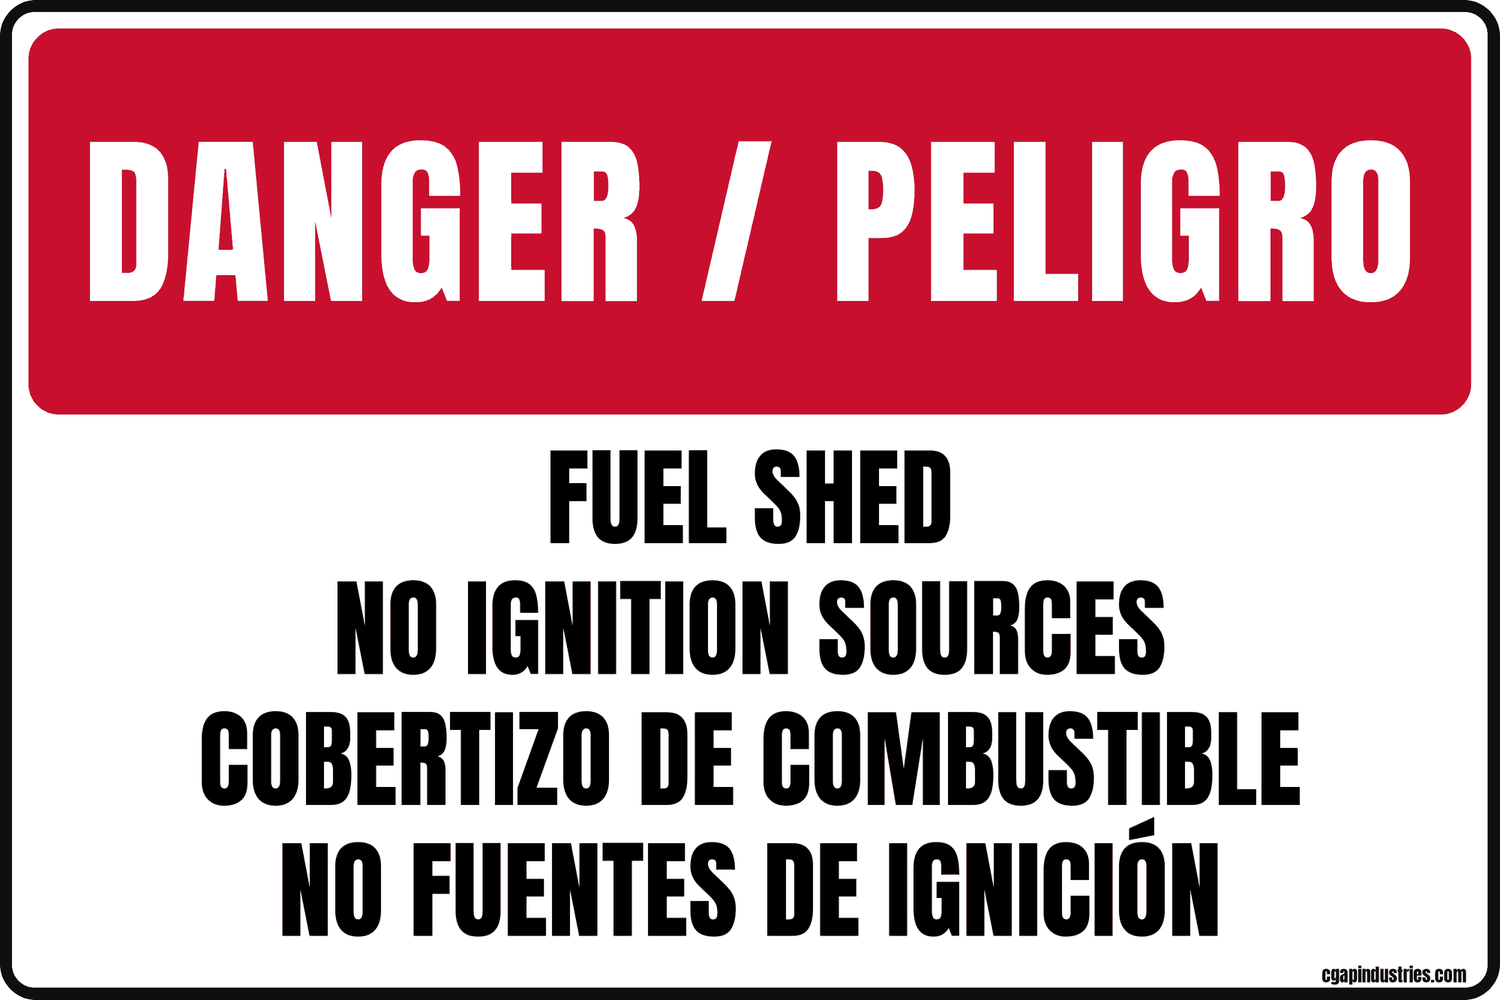 DANGER / PELIGRO
FUEL SHED
NO IGNITION SOURCES
COBERTIZO DE COMBUSTIBLE
NO FUENTES DE IGNICIÓN
cgapindustries.com